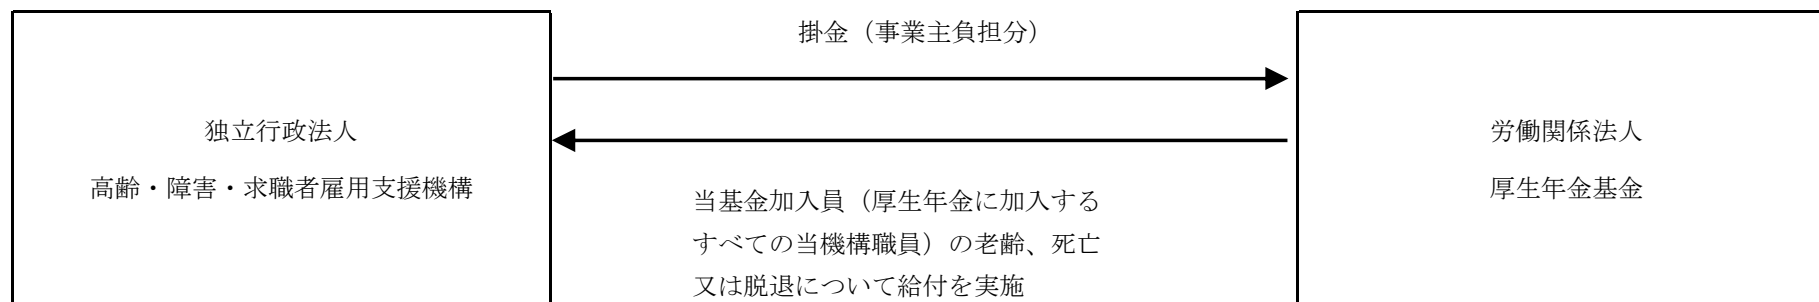 掛金（事業主負担分）
独立行政法人
高齢・障害・求職者雇用支援機構
労働関係法人
厚生年金基金
当基金加入員（厚生年金に加入する
すべての当機構職員）の老齢、死亡
又は脱退について給付を実施